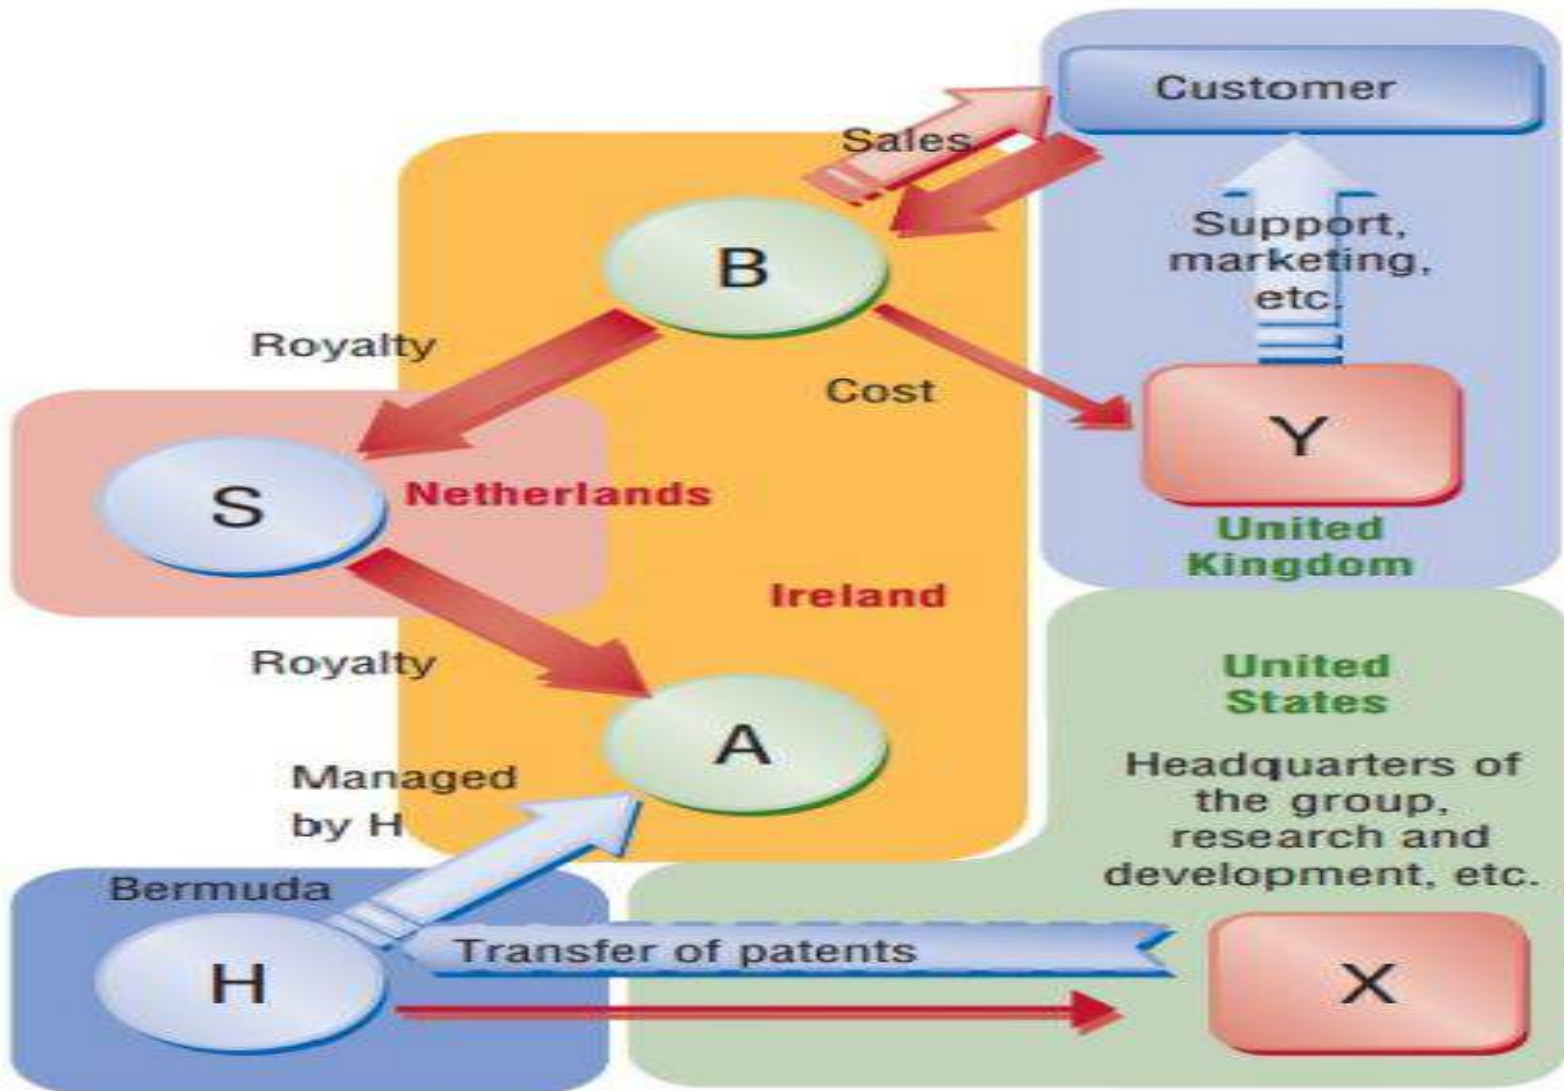 Customer
Sales
B
Support,
marketing,
etc.
Royalty
Cost
Y
S
Netherlands
United
Kingdom
Ireland
Royalty
United
States
A
Headquarters of
the group,
research and
development, etc.
Managed
by H
Bermuda
Transfer of patents
H
X